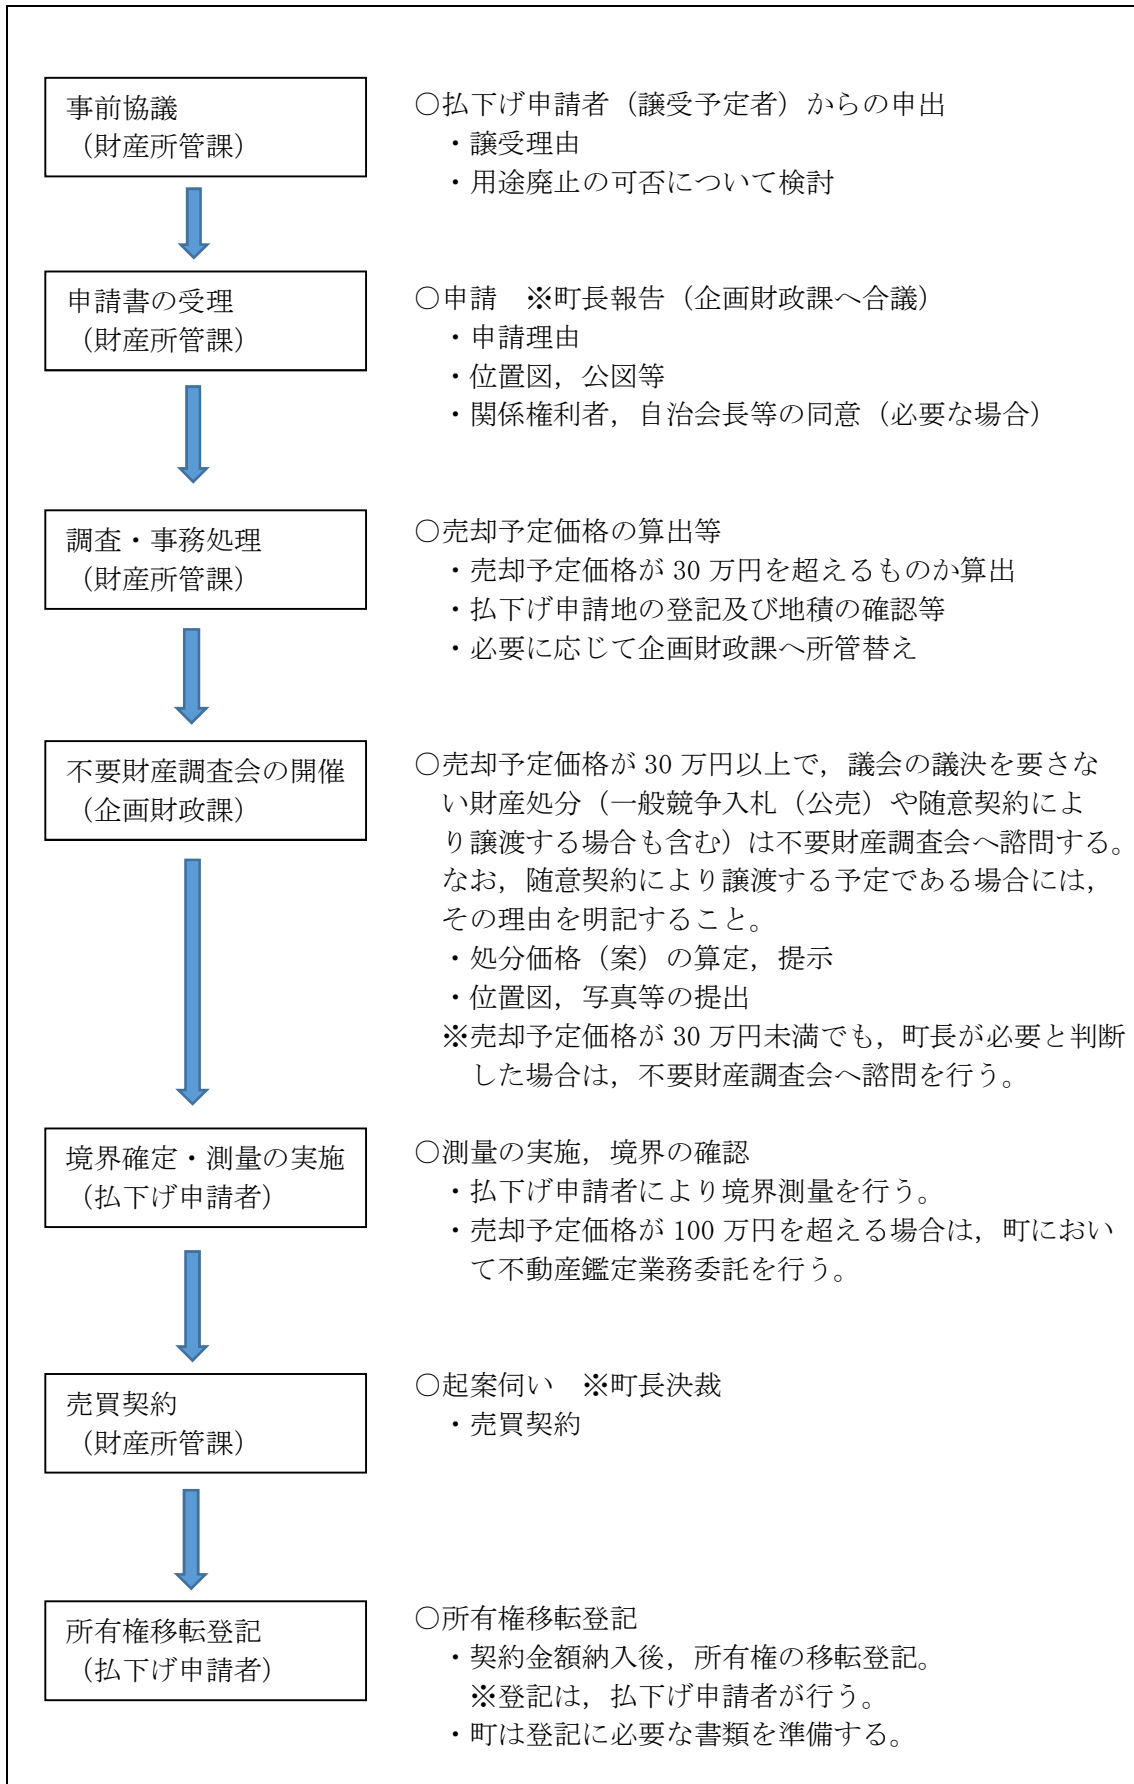 事前協議
（財産所管課）
○払下げ申請者（譲受予定者）からの申出
・譲受理由
・用途廃止の可否について検討
申請書の受理
（財産所管課）
○申請　※町長報告（企画財政課へ合議）
・申請理由
・位置図，公図等
・関係権利者，自治会長等の同意（必要な場合）
調査・事務処理
（財産所管課）
○売却予定価格の算出等
・売却予定価格が 30 万円を超えるものか算出
・払下げ申請地の登記及び地積の確認等
・必要に応じて企画財政課へ所管替え
不要財産調査会の開催
（企画財政課）
○売却予定価格が 30 万円以上で，議会の議決を要さな
い財産処分（一般競争入札（公売）や随意契約によ
り譲渡する場合も含む）は不要財産調査会へ諮問する。
なお，随意契約により譲渡する予定である場合には，
その理由を明記すること。
・処分価格（案）の算定，提示
・位置図，写真等の提出
※売却予定価格が 30 万円未満でも，町長が必要と判断
した場合は，不要財産調査会へ諮問を行う。
境界確定・測量の実施
（払下げ申請者）
○測量の実施，境界の確認
・払下げ申請者により境界測量を行う。
・売却予定価格が 100 万円を超える場合は，町におい
て不動産鑑定業務委託を行う。
売買契約
（財産所管課）
○起案伺い　※町長決裁
・売買契約
所有権移転登記
（払下げ申請者）
○所有権移転登記
・契約金額納入後，所有権の移転登記。
※登記は，払下げ申請者が行う。
・町は登記に必要な書類を準備する。